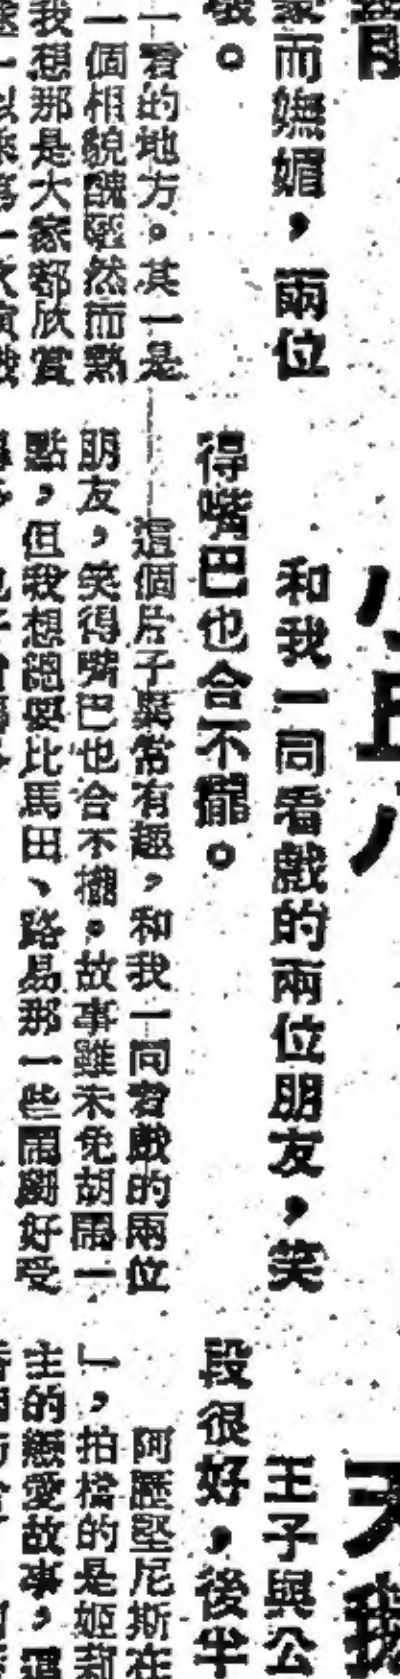 而嫵媚，兩位
。
一看的地方。其一是
一個相貌醜陋然而
我想那是大家都欣賞
和我一同看戲的兩位朋友，笑
得嘴巴也合不攏。
——這個片子異常有趣，和我一同看戲的兩位
朋友，笑得嘴巴也合不攏。故事雖未免胡鬧一
點，但我想總要比馬田、路易那一些鬧劇好受
王子與公
段很好，後半
阿歷堅尼斯在
」，拍檔的是姬莉
主的戀愛故事，這